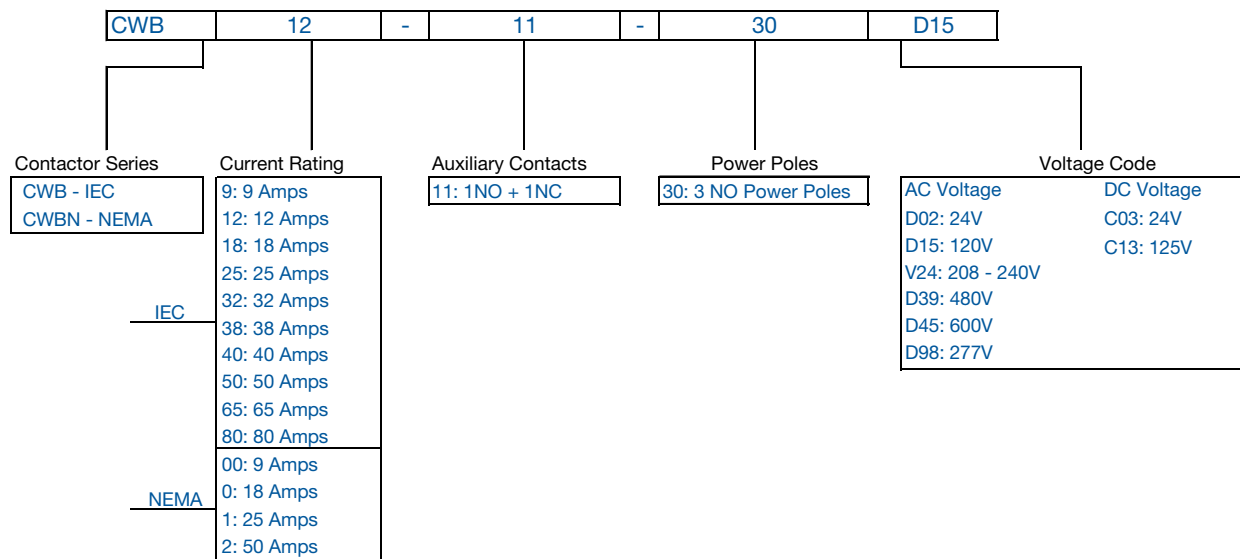 CWB 12 - 11 - 30 D15
Contactor Series
CWB - IEC
CWBN - NEMA
Current Rating
IEC
9: 9 Amps
12: 12 Amps
18: 18 Amps
25: 25 Amps
32: 32 Amps
38: 38 Amps
40: 40 Amps
50: 50 Amps
65: 65 Amps
80: 80 Amps
NEMA
00: 9 Amps
0: 18 Amps
1: 25 Amps
2: 50 Amps
Auxiliary Contacts
11: 1NO + 1NC
Power Poles
30: 3 NO Power Poles
Voltage Code
AC Voltage
D02: 24V
D15: 120V
V24: 208 - 240V
D39: 480V
D45: 600V
D98: 277V
DC Voltage
C03: 24V
C13: 125V